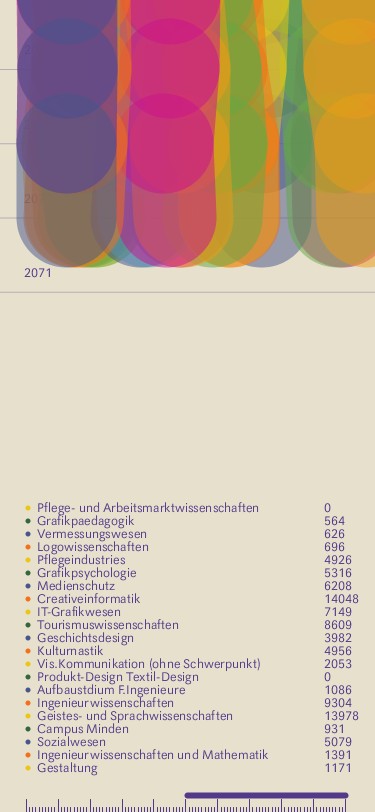 2071
Pflege- und Arbeitsmarktwissenschaften 0
Grafikpaedagogik 564
Vermessungswesen 626
Logowissenschaften 696
Pflegeindustries 4926
Grafikpsychologie 5316
Medienschutz 6208
Creativeinformatik 14048
IT-Grafikwesen 7149
Tourismuswissenschaften 8609
Geschichtsdesign 3982
Kulturnastik 4956
Vis.Kommunikation (ohne Schwerpunkt) 2053
Produkt-Design Textil-Design 0
Aufbaustdium F.Ingenieure 1086
Ingenieurwissenschaften 9304
Geistes- und Sprachwissenschaften 13978
Campus Minden 931
Sozialwesen 5079
Ingenieurwissenschaften und Mathematik 1391
Gestaltung 1171